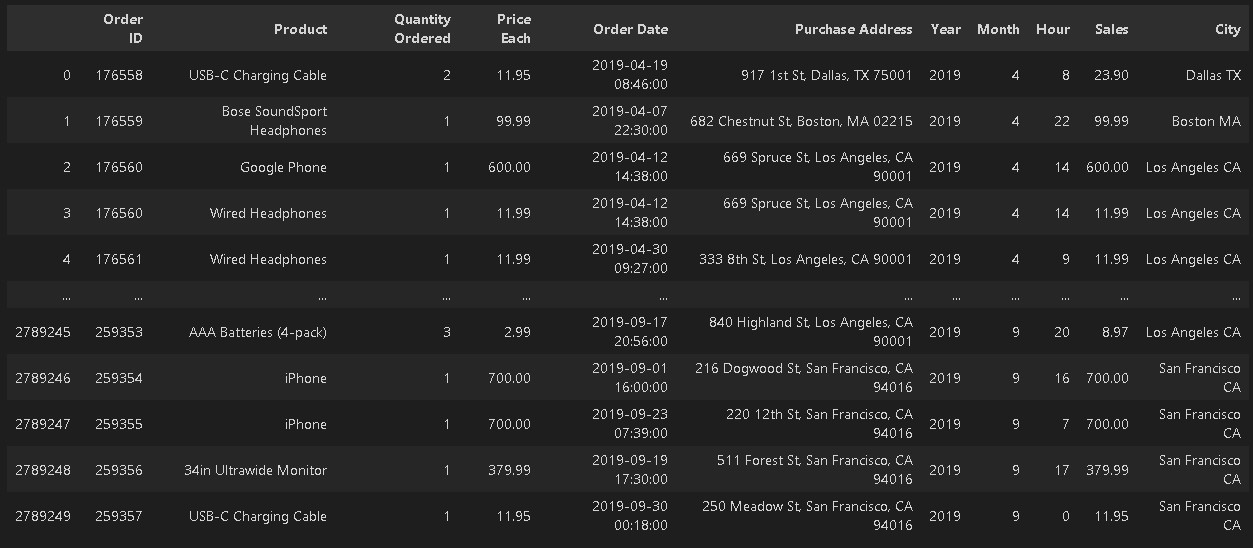 Order ID Product Quantity Ordered Price Each Order Date Purchase Address Year Month Hour Sales City
0 176558 USB-C Charging Cable 2 11.95 2019-04-19 08:46:00 917 1st St, Dallas, TX 75001 2019 4 8 23.90 Dallas TX
1 176559 Bose SoundSport Headphones 1 99.99 2019-04-07 22:30:00 682 Chestnut St, Boston, MA 02215 2019 4 22 99.99 Boston MA
2 176560 Google Phone 1 600.00 2019-04-12 14:38:00 669 Spruce St, Los Angeles, CA 90001 2019 4 14 600.00 Los Angeles CA
3 176560 Wired Headphones 1 11.99 2019-04-12 14:38:00 669 Spruce St, Los Angeles, CA 90001 2019 4 14 11.99 Los Angeles CA
4 176561 Wired Headphones 1 11.99 2019-04-30 09:27:00 333 8th St, Los Angeles, CA 90001 2019 4 9 11.99 Los Angeles CA
... ... ... ... ... ... ... ... ... ... ... ...
2789245 259353 AAA Batteries (4-pack) 3 2.99 2019-09-17 20:56:00 840 Highland St, Los Angeles, CA 90001 2019 9 20 8.97 Los Angeles CA
2789246 259354 iPhone 1 700.00 2019-09-01 16:00:00 216 Dogwood St, San Francisco, CA 94016 2019 9 16 700.00 San Francisco CA
2789247 259355 iPhone 1 700.00 2019-09-23 07:39:00 220 12th St, San Francisco, CA 94016 2019 9 7 700.00 San Francisco CA
2789248 259356 34in Ultrawide Monitor 1 379.99 2019-09-19 17:30:00 511 Forest St, San Francisco, CA 94016 2019 9 17 379.99 San Francisco CA
2789249 259357 USB-C Charging Cable 1 11.95 2019-09-30 00:18:00 250 Meadow St, San Francisco, CA 94016 2019 9 0 11.95 San Francisco CA